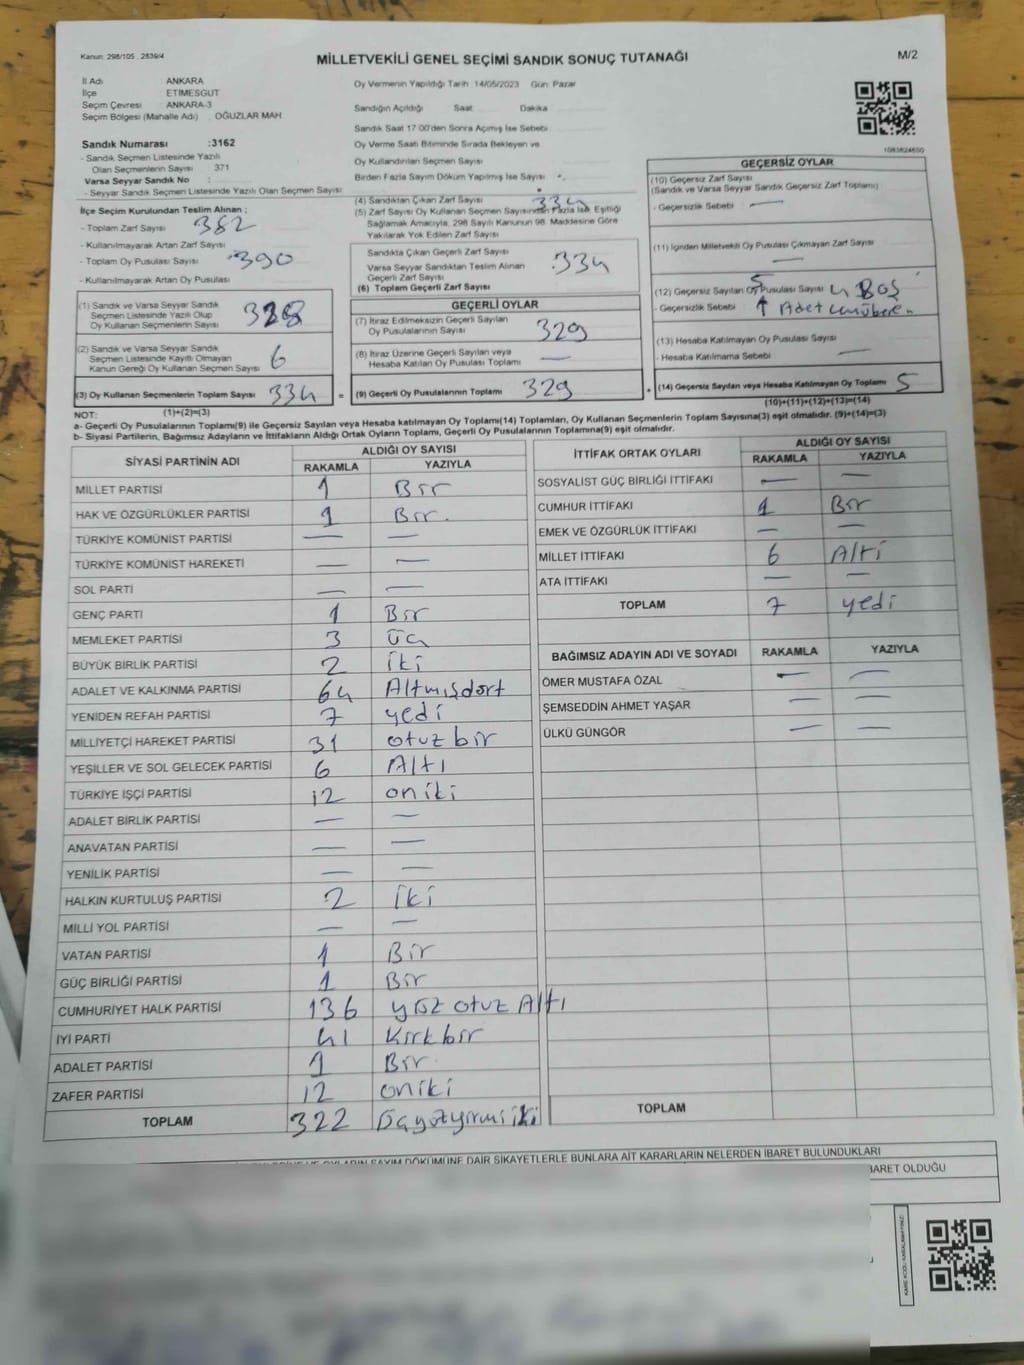 Kanun: 298/105 , 2839/4
MİLLETVEKİLİ GENEL SEÇİMİ SANDIK SONUÇ TUTANAĞI
M/2
İl Adı : ANKARA
İlçe : ETİMESGUT
Seçim Çevresi : ANKARA-3
Seçim Bölgesi (Mahalle Adı) . OĞUZLAR MAH.
Sandık Numarası :3162
- Sandık Seçmen Listesinde Yazılı
Olan Seçmenlerin Sayısı 371
Varsa Seyyar Sandık No :
- Seyyar Sandık Seçmen Listesinde Yazılı Olan Seçmen Sayısı:
Oy Vermenin Yapıldığı Tarih :14/05/2023 Gün: Pazar
Sandığın Açıldığı Saat: Dakika
Sandık Saat 17:00'den Sonra Açımış İse Sebebi
Oy Verme Saati Bitiminde Sırada Bekleyen ve
Oy Kullandırılan Seçmen Sayısı
Birden Fazla Sayım Döküm Yapılmış İse Sayısı
İlçe Seçim Kurulundan Teslim Alınan ;
- Toplam Zarf Sayısı 382
- Kullanılmayarak Artan Zarf Sayısı
- Toplam Oy Pusulası Sayısı 390
- Kullanılmayarak Artan Oy Pusulası
(1) Sandık ve Varsa Seyyar Sandık
Seçmen Listesinde Yazılı Olup
Oy Kullanan Seçmenlerin Sayısı 328
(2) Sandık ve Varsa Seyyar Sandık
Seçmen Listesinde Kayıtlı Olmayan
Kanun Gereği Oy Kullanan Seçmen Sayısı 6
(3) Oy Kullanan Seçmenlerin Toplam Sayısı 334
(1)+(2)=(3)
(4) Sandıktan Çıkan Zarf Sayısı 334
(5) Zarf Sayısı Oy Kullanan Seçmen Sayısından Fazla İse, Eşitliği
Sağlamak Amacıyla, 298 Sayılı Kanunun 98. Maddesine Göre
Yakılarak Yok Edilen Zarf Sayısı
Sandıkta Çıkan Geçerli Zarf Sayısı
Varsa Seyyar Sandıktan Teslim Alınan
Geçerli Zarf Sayısı 334
(6) Toplam Geçerli Zarf Sayısı
GEÇERLİ OYLAR
(7) İtiraz Edilmeksizin Geçerli Sayılan
Oy Pusulalarının Sayısı 329
(8) İtiraz Üzerine Geçerli Sayılan veya
Hesaba Katılan Oy Pusulası Toplamı —
= (9) Geçerli Oy Pusulalarının Toplamı 329
1083824650
GEÇERSİZ OYLAR
(10) Geçersiz Zarf Sayısı
(Sandık ve Varsa Seyyar Sandık Geçersiz Zarf Toplamı)
- Geçersizlik Sebebi —
(11) İçinden Milletvekili Oy Pusulası Çıkmayan Zarf Sayısı
—
(12) Geçersiz Sayılan Oy Pusulası Sayısı 5 4 BOŞ
- Geçersizlik Sebebi 1 Adet
(13) Hesaba Katılmayan Oy Pusulası Sayısı
- Hesaba Katılmama Sebebi —
+ (14) Geçersiz Sayılan veya Hesaba Katılmayan Oy Toplamı 5
(10)+(11)+(12)+(13)=(14)
NOT:
a- Geçerli Oy Pusulalarının Toplamı(9) ile Geçersiz Sayılan veya Hesaba katılmayan Oy Toplamı(14) Toplamları, Oy Kullanan Seçmenlerin Toplam Sayısına(3) eşit olmalıdır. (9)+(14)=(3)
b- Siyasi Partilerin, Bağımsız Adayların ve İttifakların Aldığı Ortak Oyların Toplamı, Geçerli Oy Pusulalarının Toplamına(9) eşit olmalıdır.
SİYASİ PARTİNİN ADI ALDIĞI OY SAYISI
RAKAMLA YAZIYLA
MİLLET PARTİSİ 1 Bir
HAK VE ÖZGÜRLÜKLER PARTİSİ 1 Bir.
TÜRKİYE KOMÜNİST PARTİSİ — —
TÜRKİYE KOMÜNİST HAREKETİ — —
SOL PARTİ — —
GENÇ PARTİ 1 Bir
MEMLEKET PARTİSİ 3 üç
BÜYÜK BİRLİK PARTİSİ 2 iki
ADALET VE KALKINMA PARTİSİ 64 Altmışdört
YENİDEN REFAH PARTİSİ 7 yedi
MİLLİYETÇİ HAREKET PARTİSİ 31 otuz bir
YEŞİLLER VE SOL GELECEK PARTİSİ 6 Altı
TÜRKİYE İŞÇİ PARTİSİ 12 oniki
ADALET BİRLİK PARTİSİ — —
ANAVATAN PARTİSİ — —
YENİLİK PARTİSİ — —
HALKIN KURTULUŞ PARTİSİ 2 iki
MİLLİ YOL PARTİSİ — —
VATAN PARTİSİ 1 Bir
GÜÇ BİRLİĞİ PARTİSİ 1 Bir
CUMHURİYET HALK PARTİSİ 136 yüz otuz Altı
İYİ PARTİ 41 Kırkbir
ADALET PARTİSİ 1 Bir.
ZAFER PARTİSİ 12 oniki
TOPLAM 322 üçyüzyirmiiki
İTTİFAK ORTAK OYLARI ALDIĞI OY SAYISI
RAKAMLA YAZIYLA
SOSYALİST GÜÇ BİRLİĞİ İTTİFAKI — —
CUMHUR İTTİFAKI 1 Bir
EMEK VE ÖZGÜRLÜK İTTİFAKI — —
MİLLET İTTİFAKI 6 Altı
ATA İTTİFAKI — —
TOPLAM 7 yedi
BAĞIMSIZ ADAYIN ADI VE SOYADI RAKAMLA YAZIYLA
ÖMER MUSTAFA ÖZAL — —
ŞEMSEDDİN AHMET YAŞAR — —
ÜLKÜ GÜNGÖR — —
TOPLAM
OYLARIN SAYIM DÖKÜMÜNE DAİR ŞİKAYETLERLE BUNLARA AİT KARARLARIN NELERDEN İBARET BULUNDUKLARI
BARET OLDUĞU